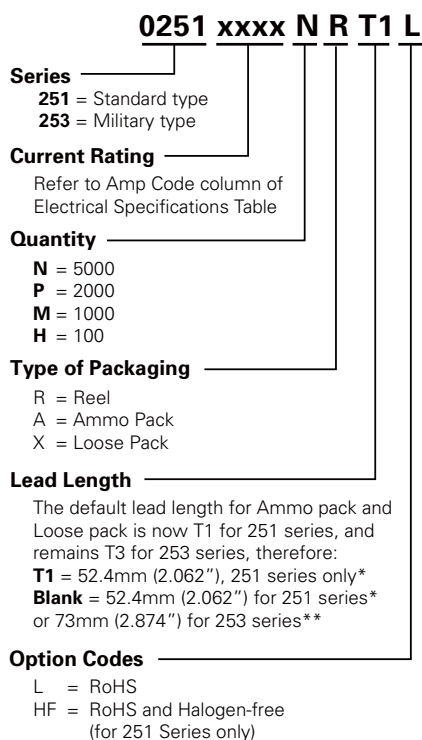 0251 xxxx N R T1 L
Series
251 = Standard type
253 = Military type
Current Rating
Refer to Amp Code column of
Electrical Specifications Table
Quantity
N = 5000
P = 2000
M = 1000
H = 100
Type of Packaging
R = Reel
A = Ammo Pack
X = Loose Pack
Lead Length
The default lead length for Ammo pack and
Loose pack is now T1 for 251 series, and
remains T3 for 253 series, therefore:
T1 = 52.4mm (2.062”), 251 series only*
Blank = 52.4mm (2.062”) for 251 series*
or 73mm (2.874”) for 253 series**
Option Codes
L = RoHS
HF = RoHS and Halogen-free
(for 251 Series only)